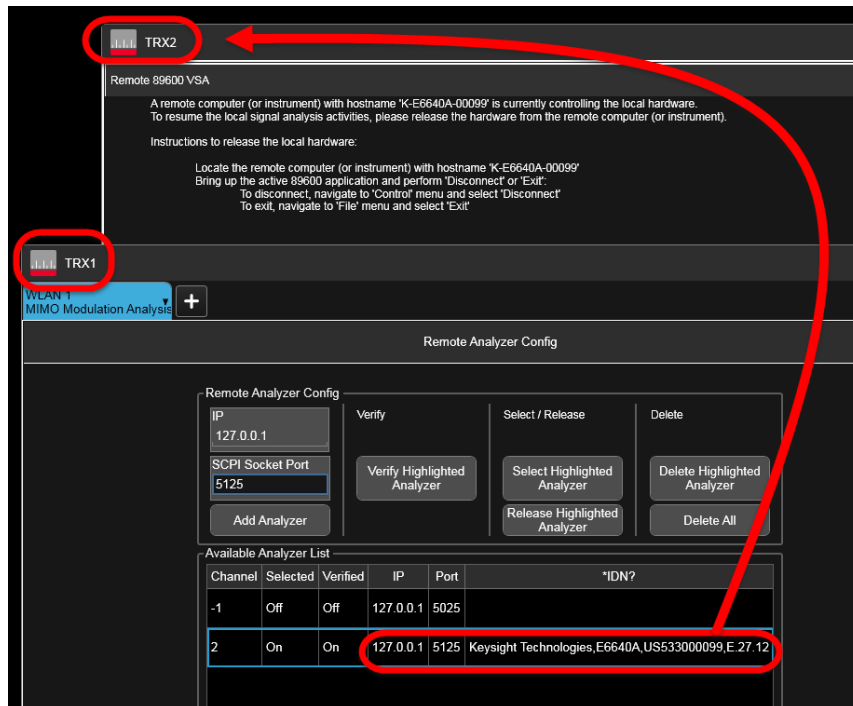 TRX2
Remote 89600 VSA
A remote computer (or instrument) with hostname 'K-E6640A-00099' is currently controlling the local hardware.
To resume the local signal analysis activities, please release the hardware from the remote computer (or instrument).
Instructions to release the local hardware:
Locate the remote computer (or instrument) with hostname 'K-E6640A-00099'
Bring up the active 89600 application and perform 'Disconnect' or 'Exit':
To disconnect, navigate to 'Control' menu and select 'Disconnect'
To exit, navigate to 'File' menu and select 'Exit'
TRX1
WLAN 1
MIMO Modulation Analysis
Remote Analyzer Config
Remote Analyzer Config
IP
127.0.0.1
SCPI Socket Port
5125
Add Analyzer
Verify
Verify Highlighted
Analyzer
Select / Release
Select Highlighted
Analyzer
Release Highlighted
Analyzer
Delete
Delete Highlighted
Analyzer
Delete All
Available Analyzer List
Channel Selected Verified IP Port *IDN?
-1 Off Off 127.0.0.1 5025
2 On On 127.0.0.1 5125 Keysight Technologies,E6640A,US533000099,E.27.12